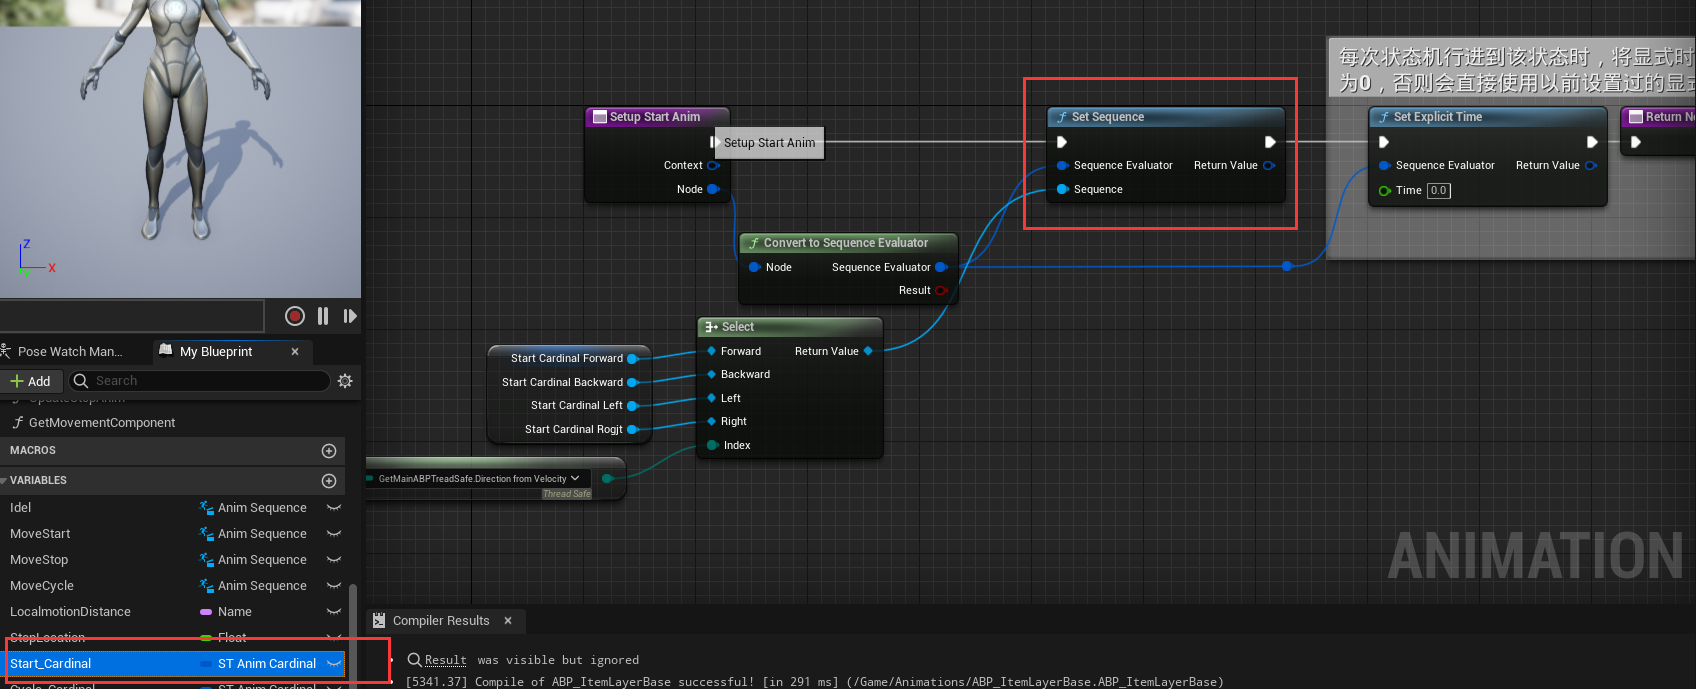 每次状态机行进到该状态时，将显式时
为0，否则会直接使用以前设置过的显式
Setup Start Anim
Setup Start Anim
Context
Node
Set Sequence
Sequence Evaluator
Return Value
Sequence
Set Explicit Time
Sequence Evaluator
Return Value
Time 0.0
Return
Convert to Sequence Evaluator
Node
Sequence Evaluator
Result
Select
Forward
Return Value
Backward
Left
Right
Index
Start Cardinal Forward
Start Cardinal Backward
Start Cardinal Left
Start Cardinal Rogjt
GetMainABPTreadSafe.Direction from Velocity
Thread Safe
ANIMATION
Z
X
Pose Watch Man...
My Blueprint
Add
Search
UpdateStopAnim
GetMovementComponent
MACROS
VARIABLES
Idel Anim Sequence
MoveStart Anim Sequence
MoveStop Anim Sequence
MoveCycle Anim Sequence
LocalmotionDistance Name
StopLocation Float
Start_Cardinal ST Anim Cardinal
Cycle_Cardinal ST Anim Cardinal
Compiler Results
Result was visible but ignored
[5341.37] Compile of ABP_ItemLayerBase successful! [in 291 ms] (/Game/Animations/ABP_ItemLayerBase.ABP_ItemLayerBase)